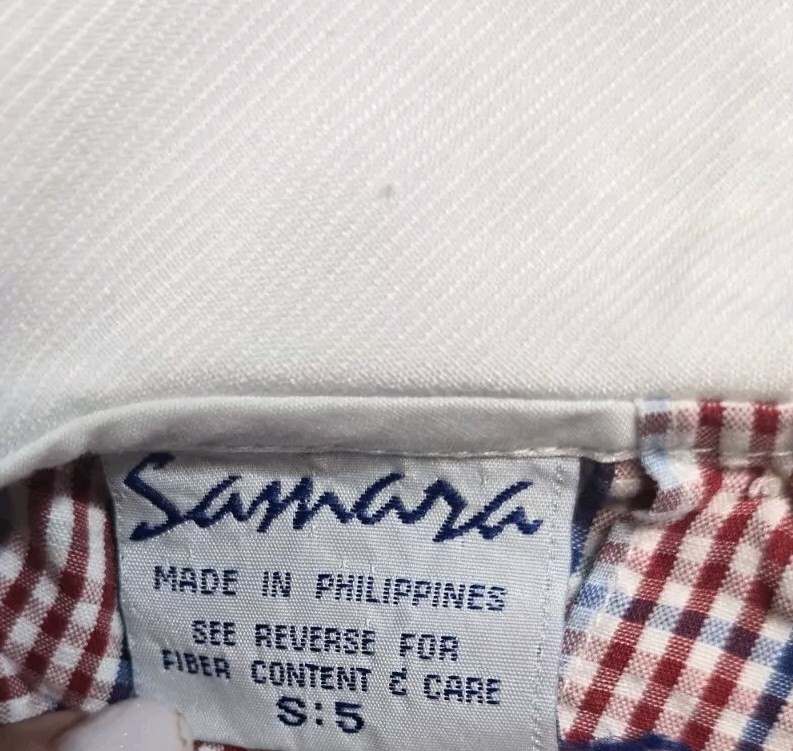 Samara
MADE IN PHILIPPINES
SEE REVERSE FOR
FIBER CONTENT & CARE
S:5